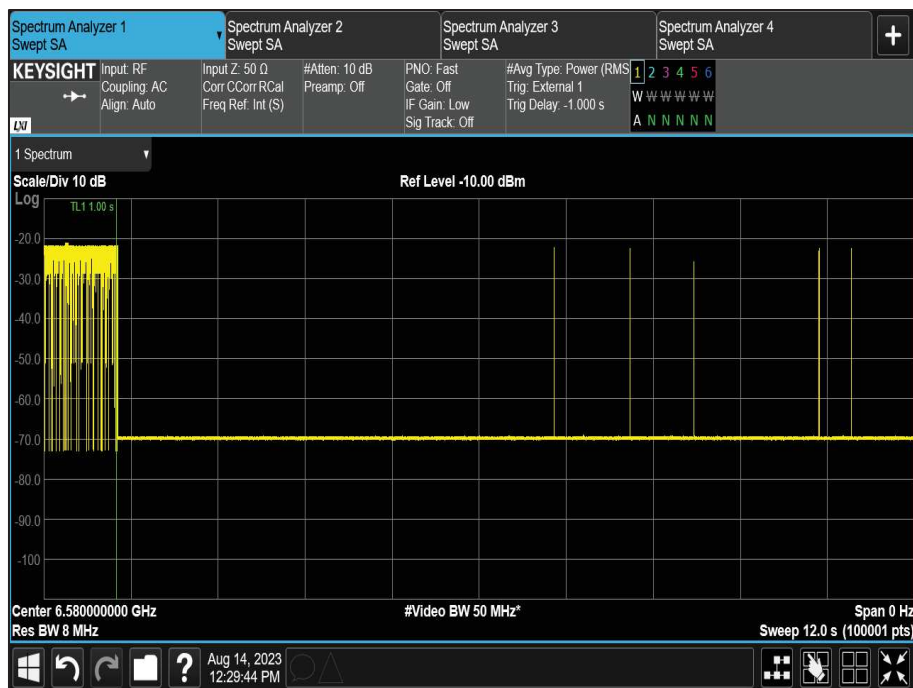 Spectrum Analyzer 1
Swept SA
Spectrum Analyzer 2
Swept SA
Spectrum Analyzer 3
Swept SA
Spectrum Analyzer 4
Swept SA
KEYSIGHT
Input: RF
Coupling: AC
Align: Auto
Input Z: 50 Ω
Corr CCorr RCal
Freq Ref: Int (S)
#Atten: 10 dB
Preamp: Off
PNO: Fast
Gate: Off
IF Gain: Low
Sig Track: Off
#Avg Type: Power (RMS
Trig: External 1
Trig Delay: -1.000 s
1 2 3 4 5 6
W W W W W W
A N N N N N
LXI
1 Spectrum
Scale/Div 10 dB
Ref Level -10.00 dBm
Log
TL1 1.00 s
-20.0
-30.0
-40.0
-50.0
-60.0
-70.0
-80.0
-90.0
-100
Center 6.580000000 GHz
#Video BW 50 MHz*
Span 0 Hz
Res BW 8 MHz
Sweep 12.0 s (100001 pts)
Aug 14, 2023
12:29:44 PM